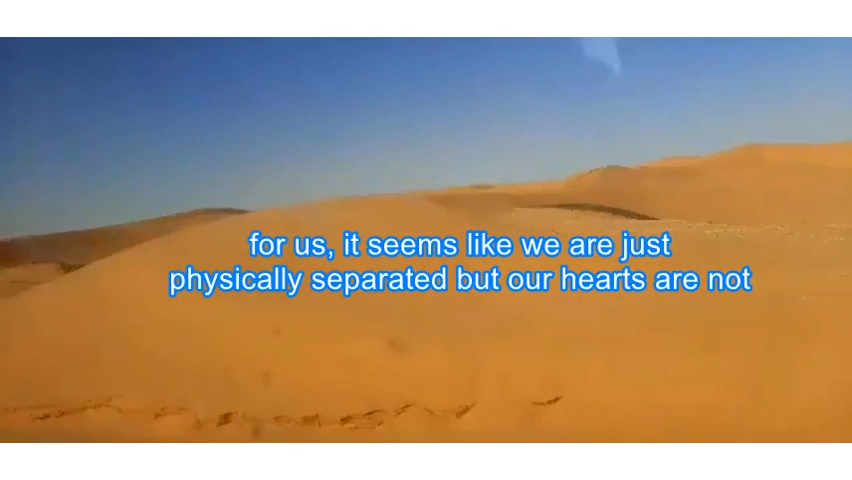 for us, it seems like we are just
physically separated but our hearts are not